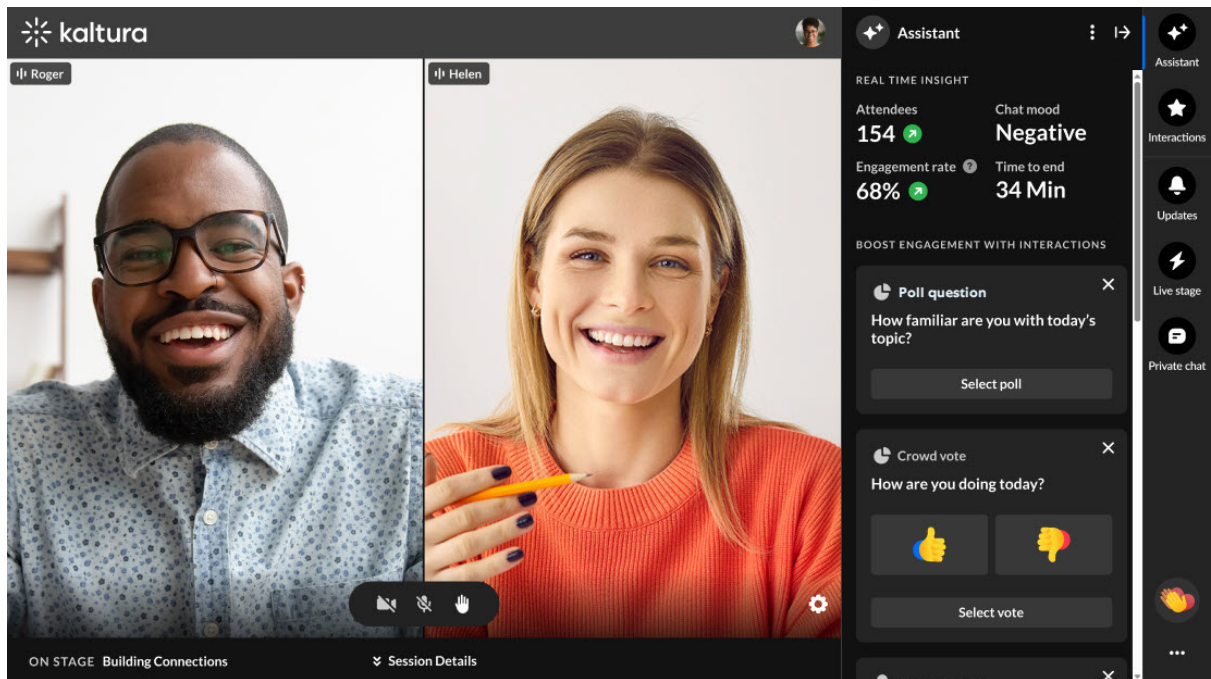 kaltura
Roger
Helen
ON STAGE Building Connections
Session Details
Assistant
REAL TIME INSIGHT
Attendees
154
Chat mood
Negative
Engagement rate ?
68%
Time to end
34 Min
BOOST ENGAGEMENT WITH INTERACTIONS
Poll question
How familiar are you with today's
topic?
Select poll
Crowd vote
How are you doing today?
Select vote
Assistant
Interactions
Updates
Live stage
Private chat